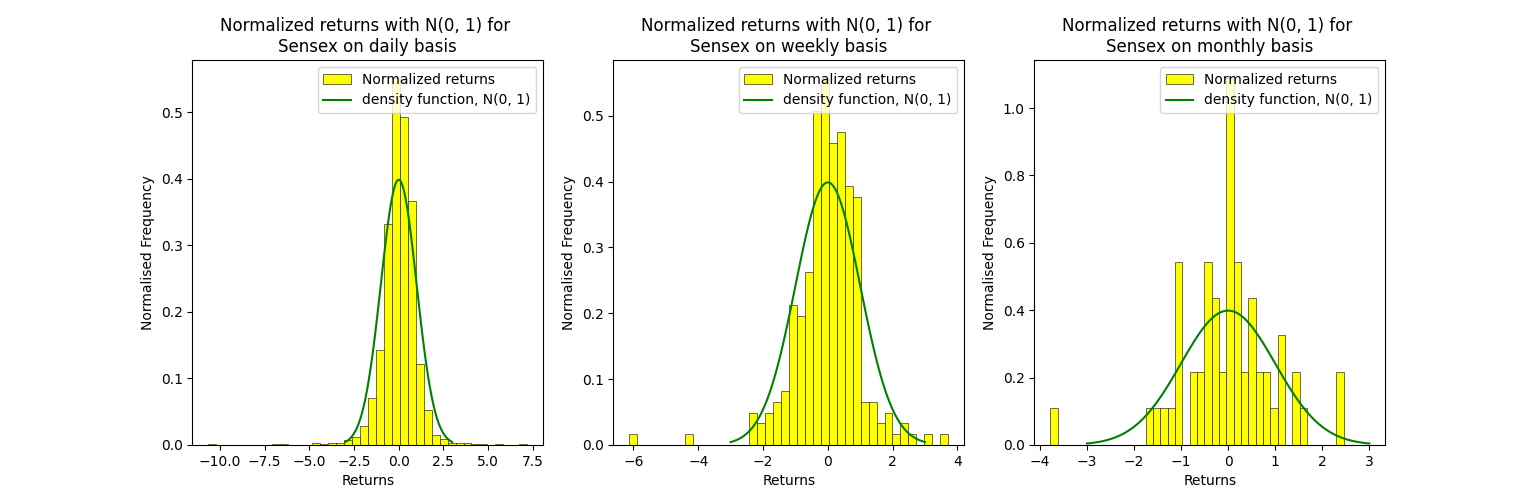 Normalized returns with N(0, 1) for
Sensex on daily basis
Normalized returns
density function, N(0, 1)
Normalised Frequency
0.5
0.4
0.3
0.2
0.1
0.0
−10.0 −7.5 −5.0 −2.5 0.0 2.5 5.0 7.5
Returns
Normalized returns with N(0, 1) for
Sensex on weekly basis
Normalized returns
density function, N(0, 1)
Normalised Frequency
0.5
0.4
0.3
0.2
0.1
0.0
−6 −4 −2 0 2 4
Returns
Normalized returns with N(0, 1) for
Sensex on monthly basis
Normalized returns
density function, N(0, 1)
Normalised Frequency
1.0
0.8
0.6
0.4
0.2
0.0
−4 −3 −2 −1 0 1 2 3
Returns